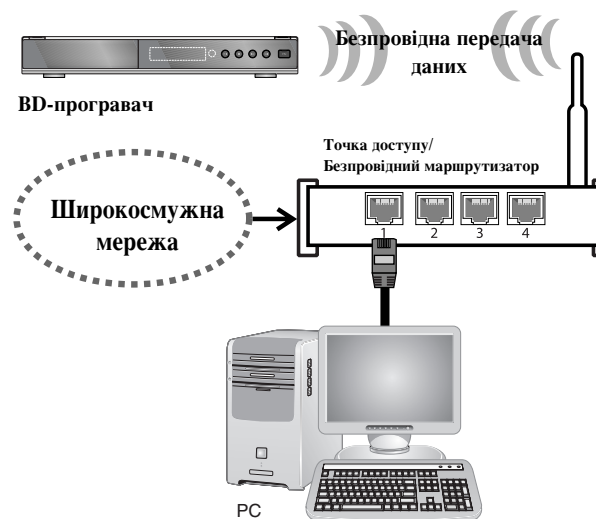 Безпровідна передача
даних
BD-програвач
Точка доступу/
Безпровідний маршрутизатор
Широкосмужна
мережа
1 2 3 4
PC